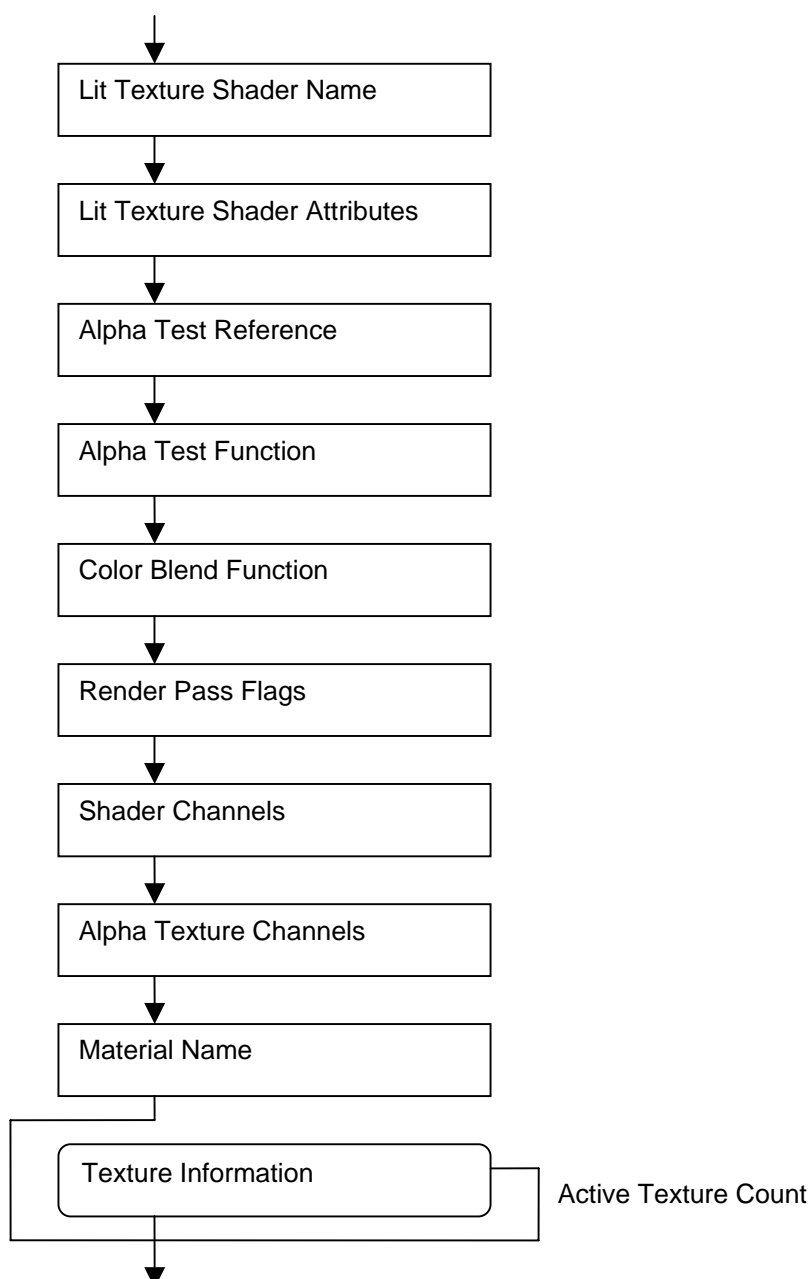 Lit Texture Shader Name
Lit Texture Shader Attributes
Alpha Test Reference
Alpha Test Function
Color Blend Function
Render Pass Flags
Shader Channels
Alpha Texture Channels
Material Name
Texture Information
Active Texture Count